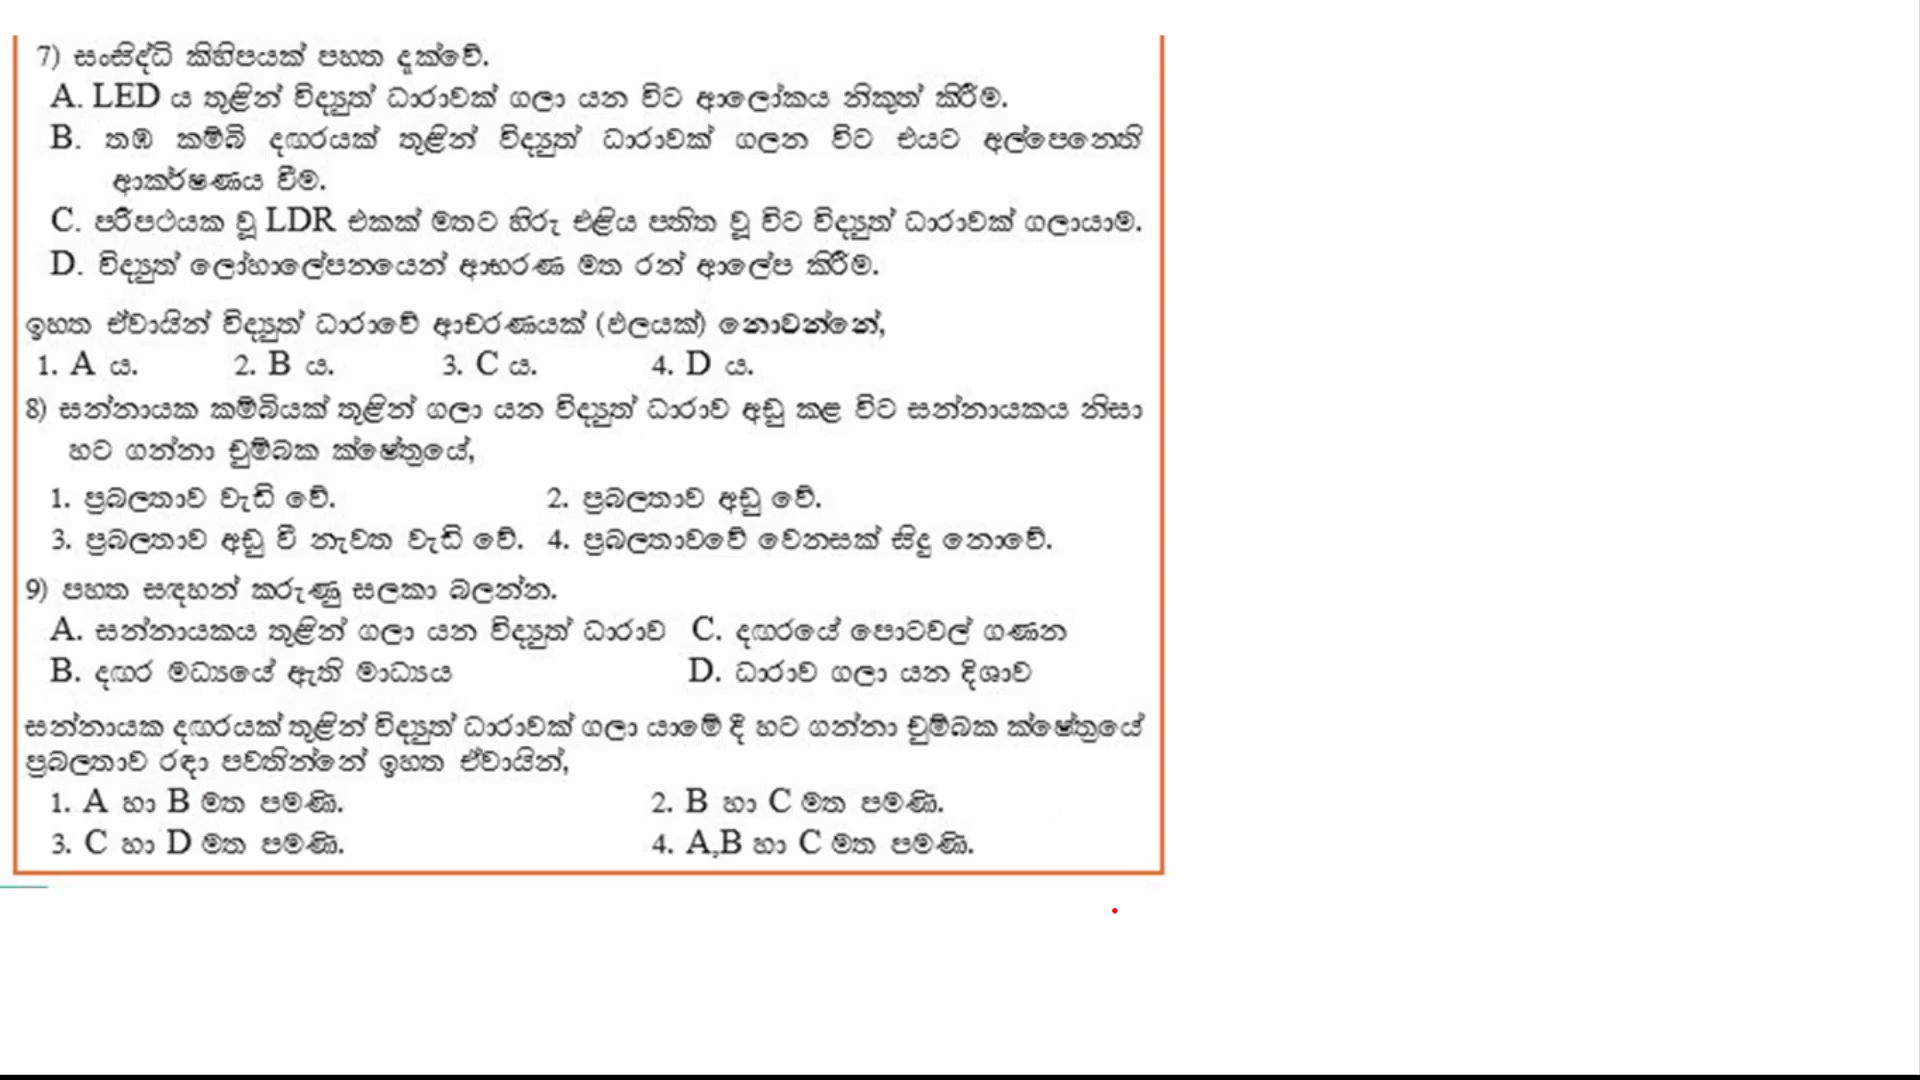 7) සංසිද්ධි කිහිපයක් පහත දැක්වේ.
A. LED ය තුළින් විද්‍යුත් ධාරාවක් ගලා යන විට ආලෝකය නිකුත් කිරීම.
B. තඹ කම්බි දඟරයක් තුළින් විද්‍යුත් ධාරාවක් ගලන විට එයට අල්පෙනෙති
ආකර්ෂණය වීම.
C. පරිපථයක වූ LDR එකක් මතට හිරු එළිය පතිත වූ විට විද්‍යුත් ධාරාවක් ගලායාම.
D. විද්‍යුත් ලෝහාලේපනයෙන් ආභරණ මත රන් ආලේප කිරීම.
ඉහත ඒවායින් විද්‍යුත් ධාරාවේ ආචරණයක් (ඵලයක්) නොවන්නේ,
1. A ය. 2. B ය. 3. C ය. 4. D ය.
8) සන්නායක කම්බියක් තුළින් ගලා යන විද්‍යුත් ධාරාව අඩු කළ විට සන්නායකය නිසා
හට ගන්නා චුම්බක ක්ෂේත්‍රයේ,
1. ප්‍රබලතාව වැඩි වේ. 2. ප්‍රබලතාව අඩු වේ.
3. ප්‍රබලතාව අඩු වී නැවත වැඩි වේ. 4. ප්‍රබලතාවවේ වෙනසක් සිදු නොවේ.
9) පහත සඳහන් කරුණු සලකා බලන්න.
A. සන්නායකය තුළින් ගලා යන විද්‍යුත් ධාරාව C. දඟරයේ පොටවල් ගණන
B. දඟර මධ්‍යයේ ඇති මාධ්‍යය D. ධාරාව ගලා යන දිශාව
සන්නායක දඟරයක් තුළින් විද්‍යුත් ධාරාවක් ගලා යාමේ දී හට ගන්නා චුම්බක ක්ෂේත්‍රයේ
ප්‍රබලතාව රඳා පවතින්නේ ඉහත ඒවායින්,
1. A හා B මත පමණි. 2. B හා C මත පමණි.
3. C හා D මත පමණි. 4. A,B හා C මත පමණි.